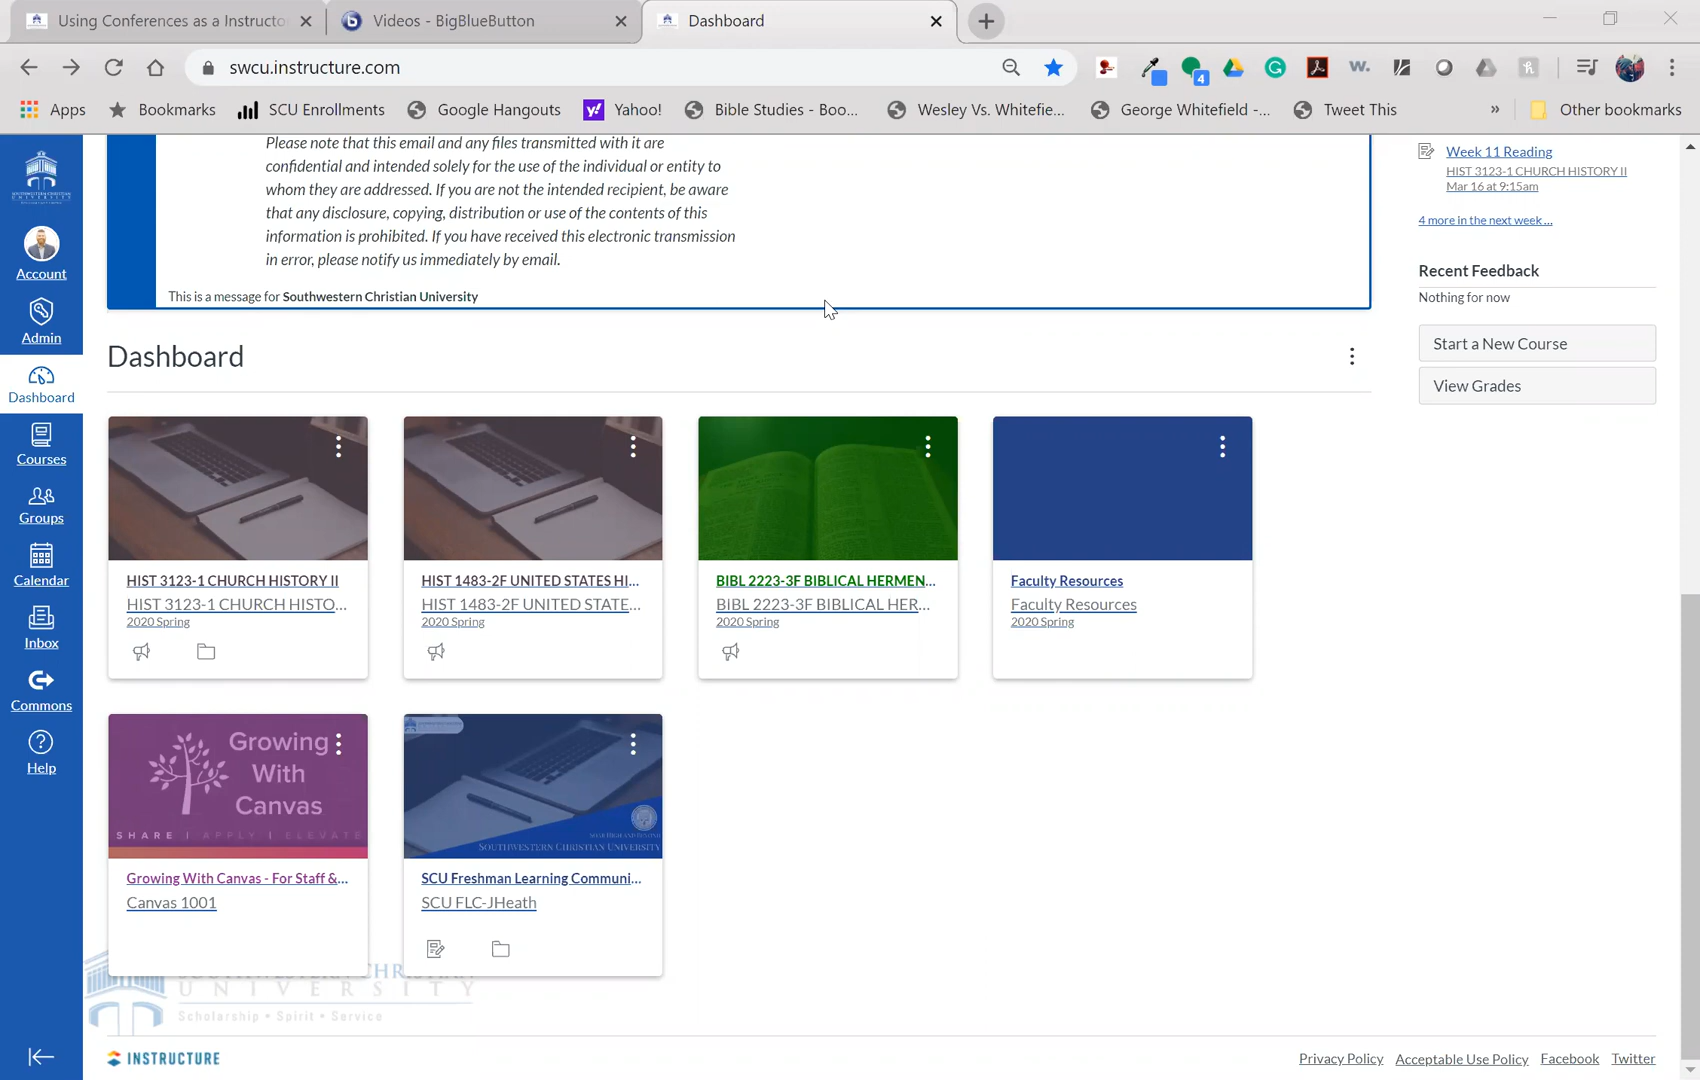 Using Conferences as a Instructo
Videos - BigBlueButton
Dashboard
swcu.instructure.com
4
Apps
Bookmarks
SCU Enrollments
Google Hangouts
Yahoo!
Bible Studies - Boo...
Wesley Vs. Whitefie...
George Whitefield -...
Tweet This
»
Other bookmarks
Account
Admin
Dashboard
Courses
Groups
Calendar
Inbox
Commons
Help
Please note that this email and any files transmitted with it are
confidential and intended solely for the use of the individual or entity to
whom they are addressed. If you are not the intended recipient, be aware
that any disclosure, copying, distribution or use of the contents of this
information is prohibited. If you have received this electronic transmission
in error, please notify us immediately by email.
This is a message for Southwestern Christian University
Week 11 Reading
HIST 3123-1 CHURCH HISTORY II
Mar 16 at 9:15am
4 more in the next week ...
Recent Feedback
Nothing for now
Start a New Course
View Grades
Dashboard
HIST 3123-1 CHURCH HISTORY II
HIST 3123-1 CHURCH HISTO...
2020 Spring
HIST 1483-2F UNITED STATES HI...
HIST 1483-2F UNITED STATE...
2020 Spring
BIBL 2223-3F BIBLICAL HERMEN...
BIBL 2223-3F BIBLICAL HER...
2020 Spring
Faculty Resources
Faculty Resources
2020 Spring
Growing
With
Canvas
SHARE | APPLY | ELEVATE
Growing With Canvas - For Staff &...
Canvas 1001
SOUTHWESTERN CHRISTIAN UNIVERSITY
SCU Freshman Learning Communi...
SCU FLC-JHeath
SOUTHWESTERN CHRISTIAN
UNIVERSITY
Scholarship • Spirit • Service
INSTRUCTURE
Privacy Policy
Acceptable Use Policy
Facebook
Twitter